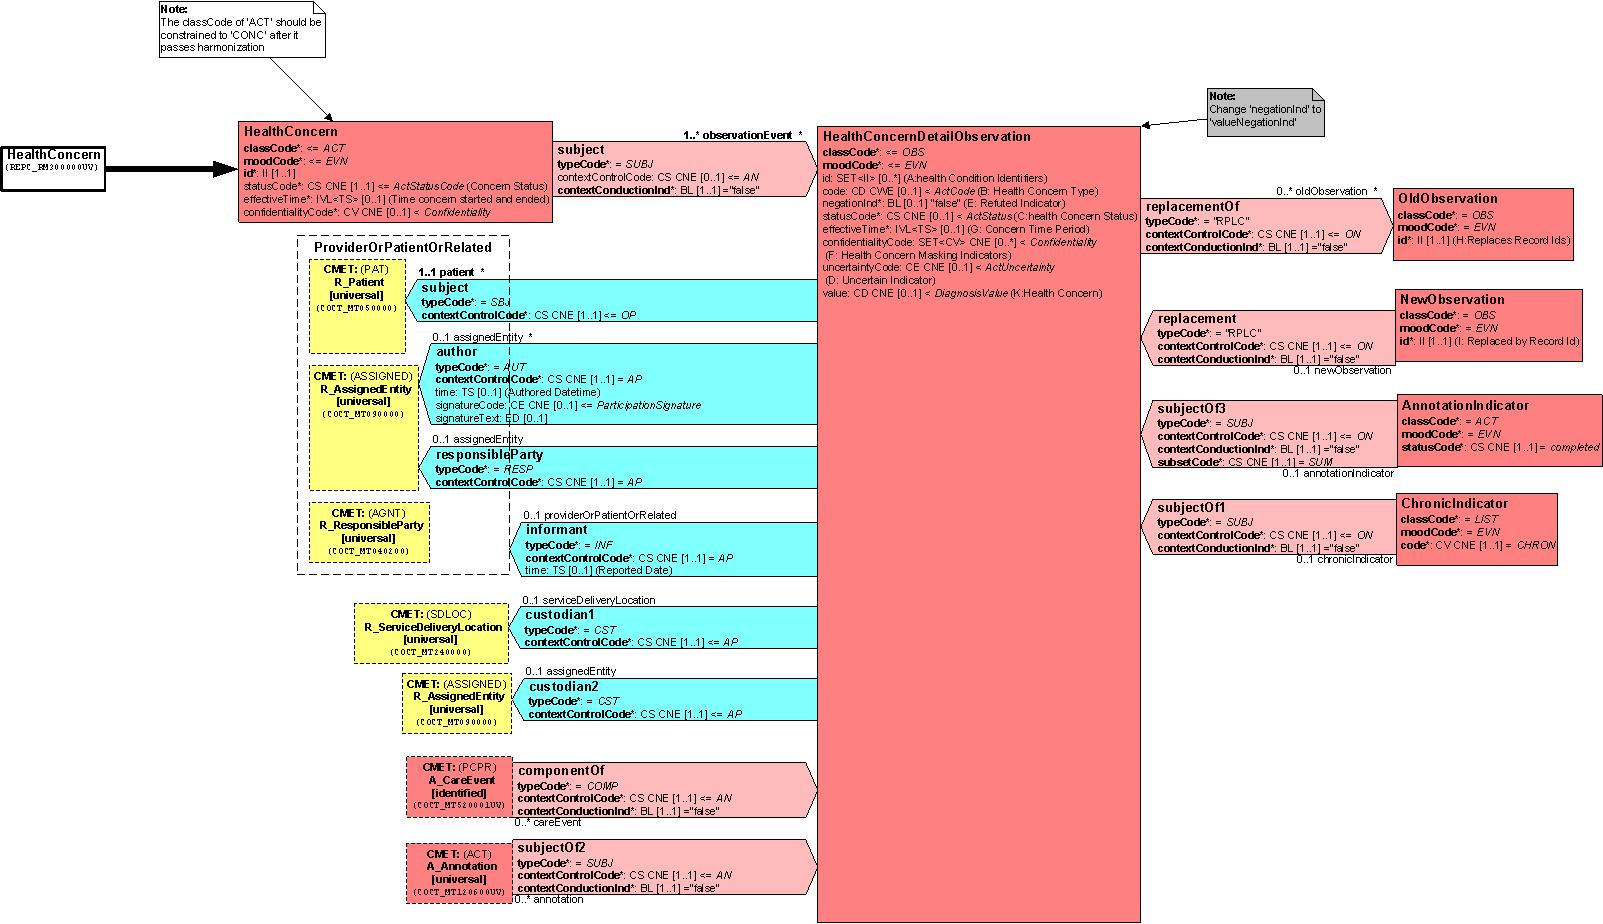 Note:
The classCode of 'ACT' should be
constrained to 'CONC' after it
passes harmonization
HealthConcern
(REPC_RM300000UV)
HealthConcern
classCode*: <= ACT
moodCode*: <= EVN
id*: II [1..1]
statusCode*: CS CNE [1..1] <= ActStatusCode (Concern Status)
effectiveTime*: IVL<TS> [1..1] (Time concern started and ended)
confidentialityCode*: CV CNE [1..1] < Confidentiality
1..* observationEvent *
subject
typeCode*: = SUBJ
contextControlCode: CS CNE [0..1] <= AN
contextConductionInd*: BL [1..1] ="false"
HealthConcernDetailObservation
classCode*: <= OBS
moodCode*: <= EVN
id: SET<II> [0..*] (A:health Condition Identifiers)
code: CD CWE [0..1] < ActCode (B: Health Concern Type)
negationInd*: BL [0..1] "false" (E: Refuted Indicator)
statusCode*: CS CNE [0..1] < ActStatus (C:health Concern Status)
effectiveTime*: IVL<TS> [0..1] (G: Concern Time Period)
confidentialityCode: SET<CV> CNE [0..*] < Confidentiality
(F: Health Concern Masking Indicators)
uncertaintyCode: CE CNE [0..1] < ActUncertainty
(D: Uncertain Indicator)
value: CD CNE [0..1] < DiagnosisValue (K:Health Concern)
Note:
Change 'negationInd' to
'valueNegationInd'
0..* oldObservation *
replacementOf
typeCode*: = "RPLC"
contextControlCode*: CS CNE [1..1] <= ON
contextConductionInd*: BL [1..1] ="false"
OldObservation
classCode*: = OBS
moodCode*: = EVN
id*: II [1..1] (H:Replaces Record Ids)
replacement
typeCode*: = "RPLC"
contextControlCode*: CS CNE [1..1] <= ON
contextConductionInd*: BL [1..1] ="false"
0..1 newObservation
NewObservation
classCode*: = OBS
moodCode*: = EVN
id*: II [1..1] (I: Replaced by Record Id)
subjectOf3
typeCode*: = SUBJ
contextControlCode*: CS CNE [1..1] <= ON
contextConductionInd*: BL [1..1] ="false"
subsetCode*: CS CNE [1..1] = SUM
0..1 annotationIndicator
AnnotationIndicator
classCode*: = ACT
moodCode*: = EVN
statusCode*: CS CNE [1..1] = completed
subjectOf1
typeCode*: = SUBJ
contextControlCode*: CS CNE [1..1] <= ON
contextConductionInd*: BL [1..1] ="false"
0..1 chronicIndicator
ChronicIndicator
classCode*: = LIST
moodCode*: = EVN
code*: CV CNE [1..1] = CHRON
ProviderOrPatientOrRelated
CMET: (PAT)
R_Patient
[universal]
(COCT_MT050000)
1..1 patient *
subject
typeCode*: = SBJ
contextControlCode*: CS CNE [1..1] <= OP
CMET: (ASSIGNED)
R_AssignedEntity
[universal]
(COCT_MT090000)
0..1 assignedEntity *
author
typeCode*: = AUT
contextControlCode*: CS CNE [1..1] = AP
time: TS [0..1] (Authored Datetime)
signatureCode: CE CNE [0..1] <= ParticipationSignature
signatureText: ED [0..1]
0..1 assignedEntity
responsibleParty
typeCode*: = RESP
contextControlCode*: CS CNE [1..1] = AP
CMET: (AGNT)
R_ResponsibleParty
[universal]
(COCT_MT040200)
0..1 providerOrPatientOrRelated
informant
typeCode*: = INF
contextControlCode*: CS CNE [1..1] = AP
time: TS [0..1] (Reported Date)
CMET: (SDLOC)
R_ServiceDeliveryLocation
[universal]
(COCT_MT240000)
0..1 serviceDeliveryLocation
custodian1
typeCode*: = CST
contextControlCode*: CS CNE [1..1] <= AP
CMET: (ASSIGNED)
R_AssignedEntity
[universal]
(COCT_MT090000)
0..1 assignedEntity
custodian2
typeCode*: = CST
contextControlCode*: CS CNE [1..1] <= AP
CMET: (PCPR)
A_CareEvent
[identified]
(COCT_MT520001UV)
componentOf
typeCode*: = COMP
contextControlCode*: CS CNE [1..1] <= AN
contextConductionInd*: BL [1..1] ="false"
0..* careEvent
CMET: (ACT)
A_Annotation
[universal]
(COCT_MT120600UV)
subjectOf2
typeCode*: = SUBJ
contextControlCode*: CS CNE [1..1] <= AN
contextConductionInd*: BL [1..1] ="false"
0..* annotation